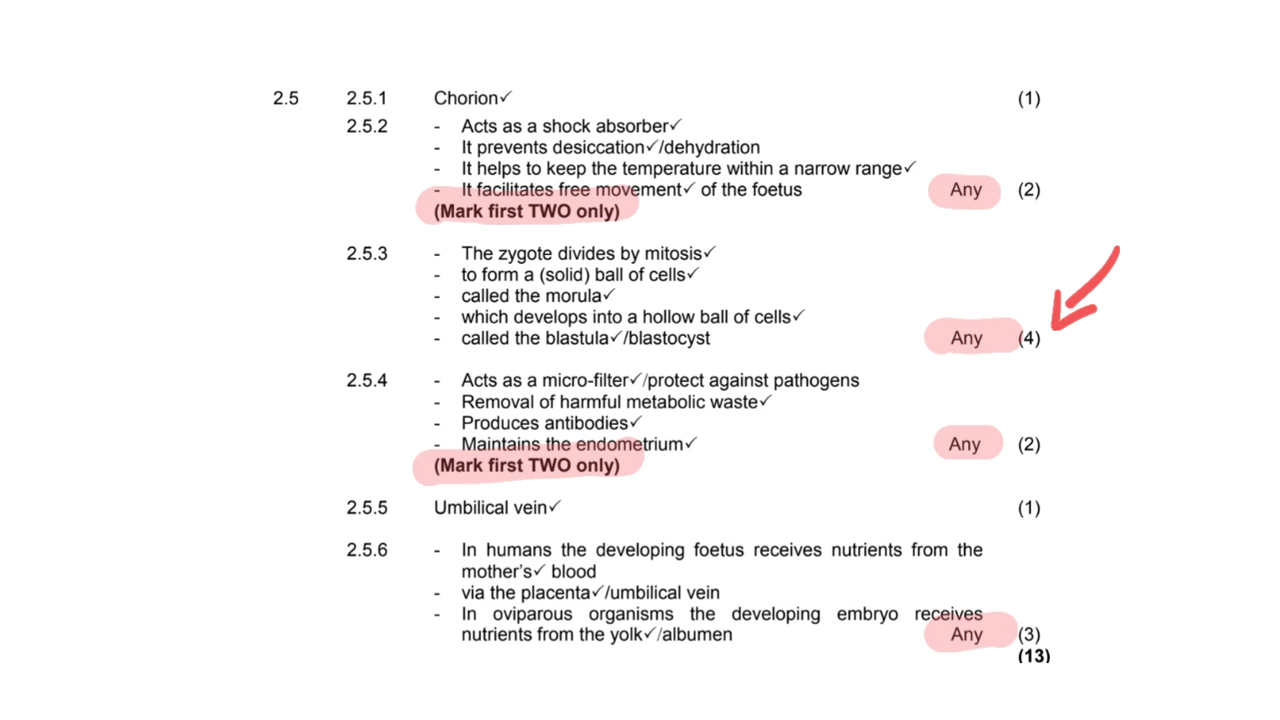 2.5 2.5.1 Chorion✓ (1)
2.5.2 - Acts as a shock absorber✓
- It prevents desiccation✓/dehydration
- It helps to keep the temperature within a narrow range✓
- It facilitates free movement✓ of the foetus Any (2)
(Mark first TWO only)
2.5.3 - The zygote divides by mitosis✓
- to form a (solid) ball of cells✓
- called the morula✓
- which develops into a hollow ball of cells✓
- called the blastula✓/blastocyst Any (4)
2.5.4 - Acts as a micro-filter✓/protect against pathogens
- Removal of harmful metabolic waste✓
- Produces antibodies✓
- Maintains the endometrium✓ Any (2)
(Mark first TWO only)
2.5.5 Umbilical vein✓ (1)
2.5.6 - In humans the developing foetus receives nutrients from the
mother's✓ blood
- via the placenta✓/umbilical vein
- In oviparous organisms the developing embryo receives
nutrients from the yolk✓/albumen Any (3)
(13)